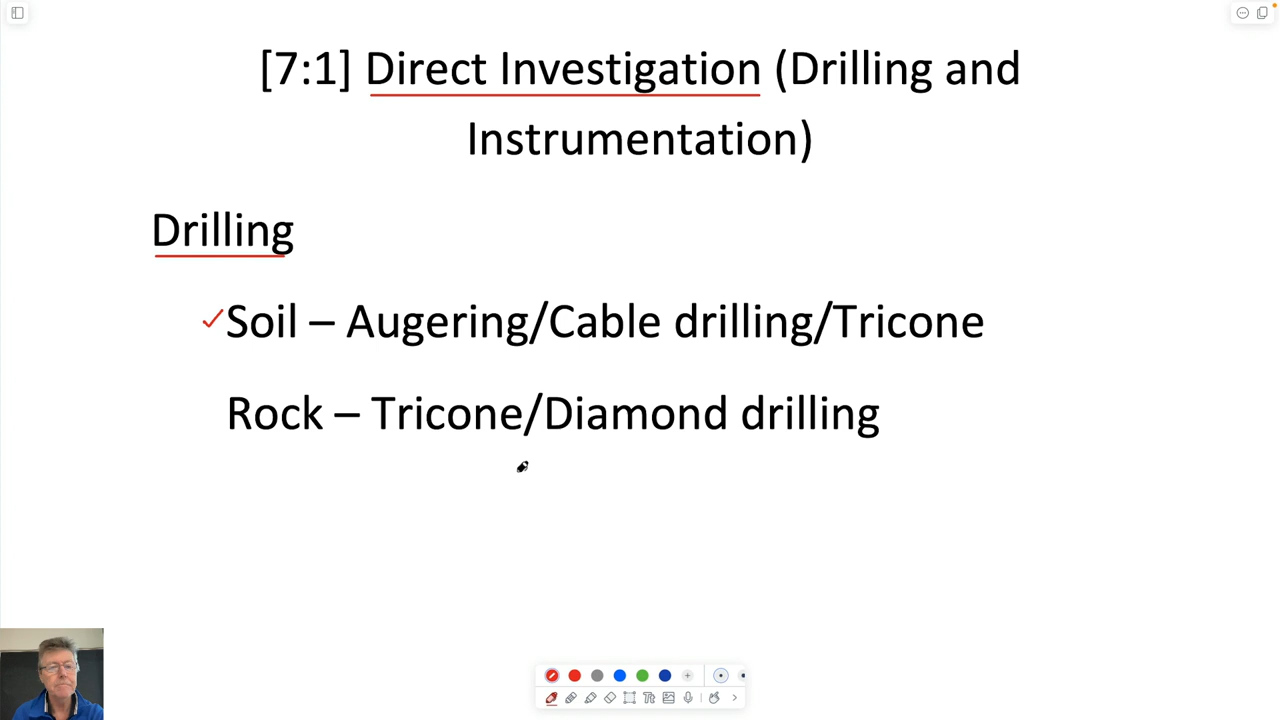 [7:1] Direct Investigation (Drilling and
Instrumentation)
Drilling
Soil – Augering/Cable drilling/Tricone
Rock – Tricone/Diamond drilling